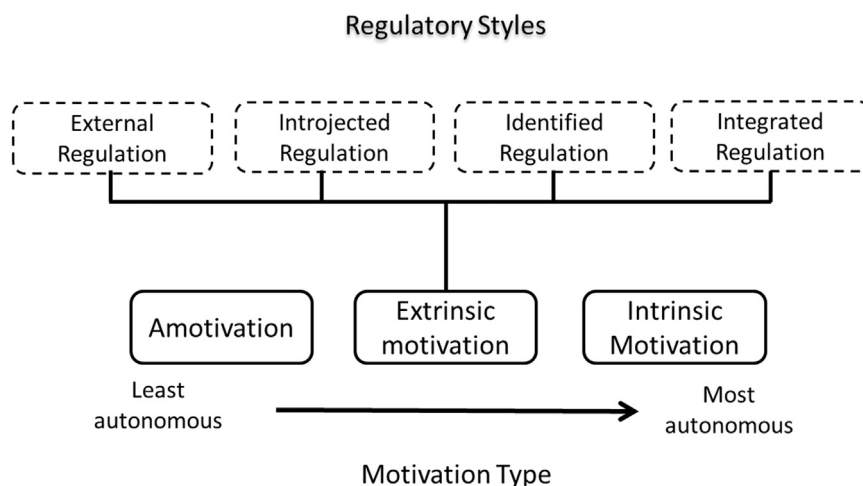 Regulatory Styles
External
Regulation
Introjected
Regulation
Identified
Regulation
Integrated
Regulation
Amotivation
Extrinsic
motivation
Intrinsic
Motivation
Least
autonomous
Most
autonomous
Motivation Type